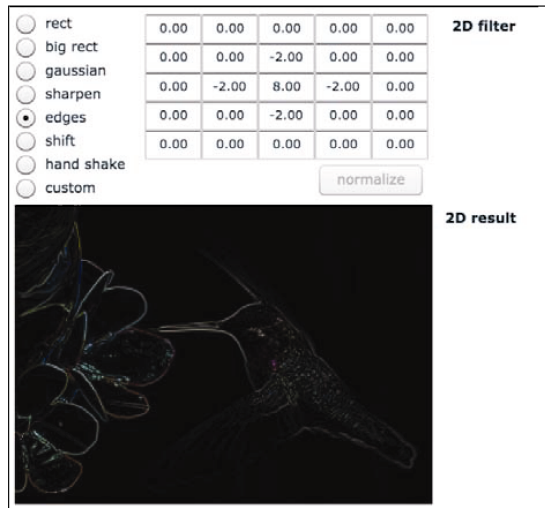 rect
big rect
gaussian
sharpen
edges
shift
hand shake
custom
0.00 0.00 0.00 0.00 0.00
0.00 0.00 -2.00 0.00 0.00
0.00 -2.00 8.00 -2.00 0.00
0.00 0.00 -2.00 0.00 0.00
0.00 0.00 0.00 0.00 0.00
normalize
2D filter
2D result